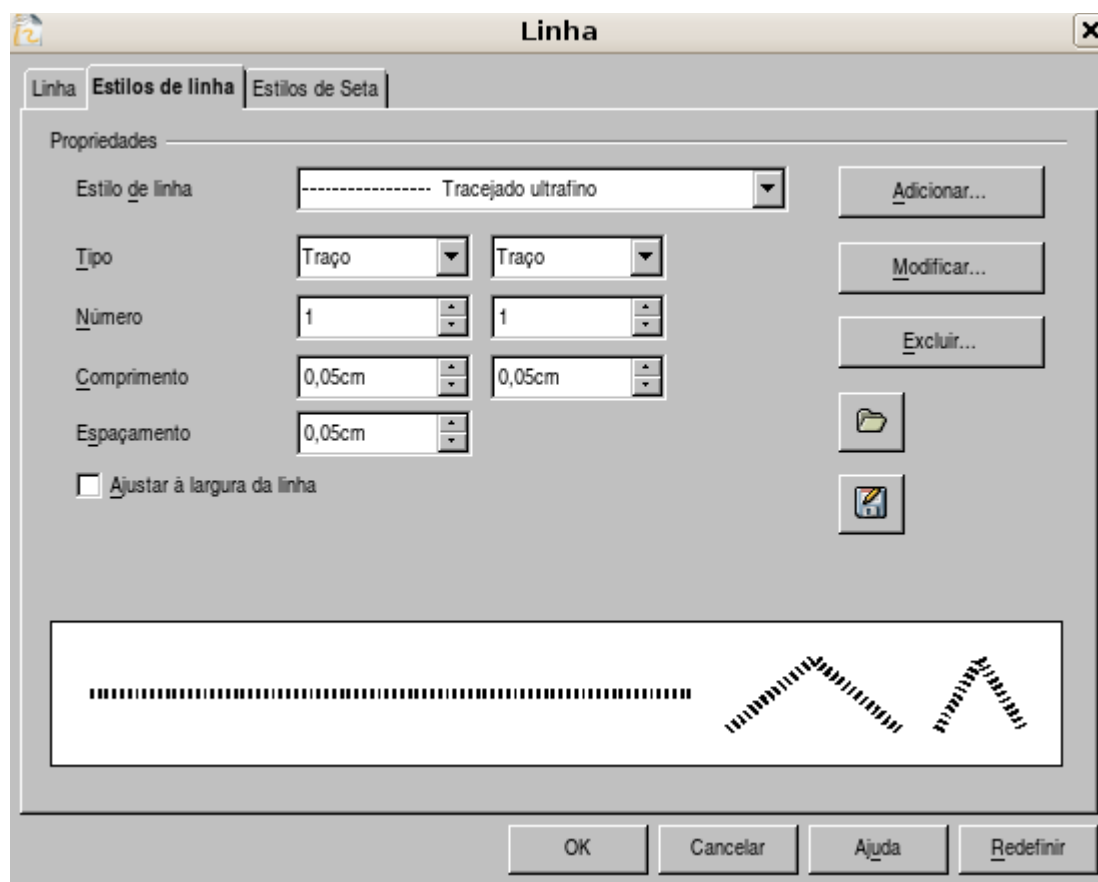 Linha
Linha Estilos de linha Estilos de Seta
Propriedades
Estilo de linha ----------------- Tracejado ultrafino Adicionar...
Tipo Traço Traço Modificar...
Número 1 1 Excluir...
Comprimento 0,05cm 0,05cm
Espaçamento 0,05cm
Ajustar à largura da linha
OK Cancelar Ajuda Redefinir